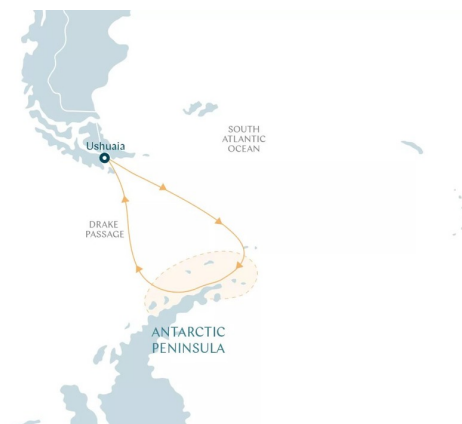 SOUTH
ATLANTIC
OCEAN
Ushuaia
DRAKE
PASSAGE
ANTARCTIC
PENINSULA